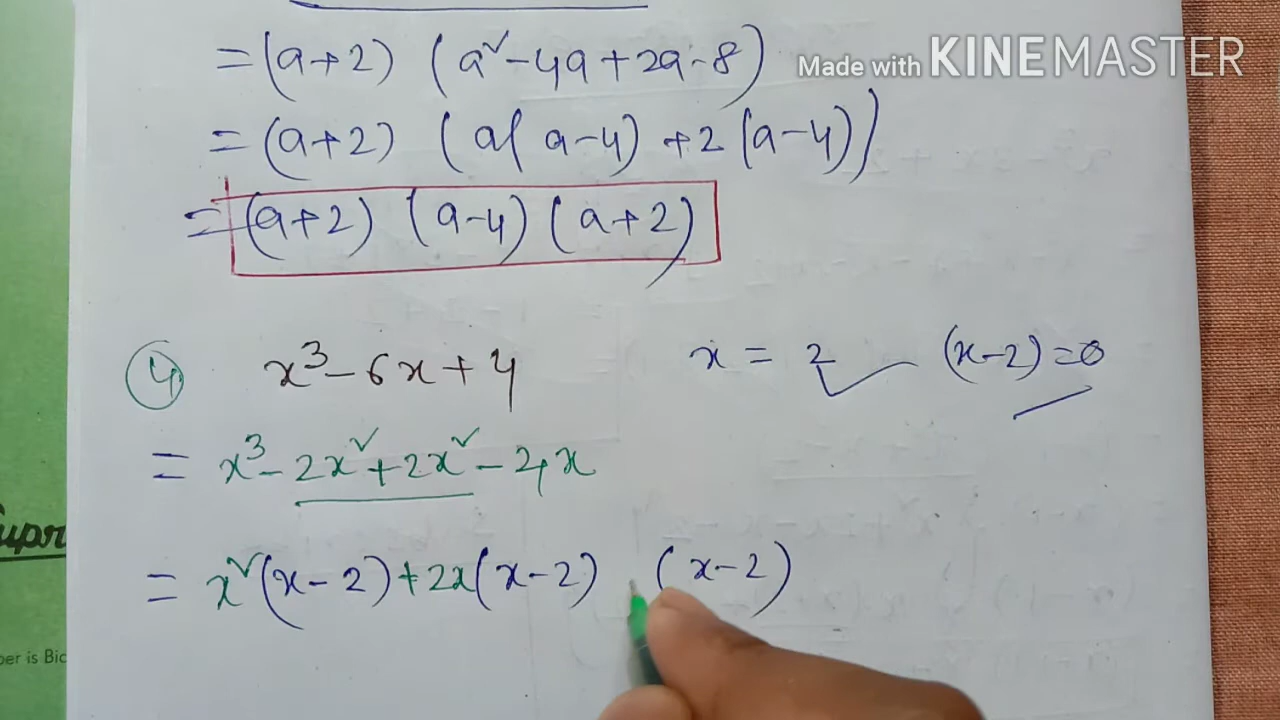 = (a+2) (a² - 4a + 2a - 8)
Made with KINEMASTER
= (a+2) (a( a-4) + 2 (a-4))
= (a+2) (a-4) (a+2)
④ x³ - 6x + 4
x = 2 (x-2) = 0
= x³ - 2x² + 2x² - 4x
= x² (x-2) + 2x (x-2) (x-2)